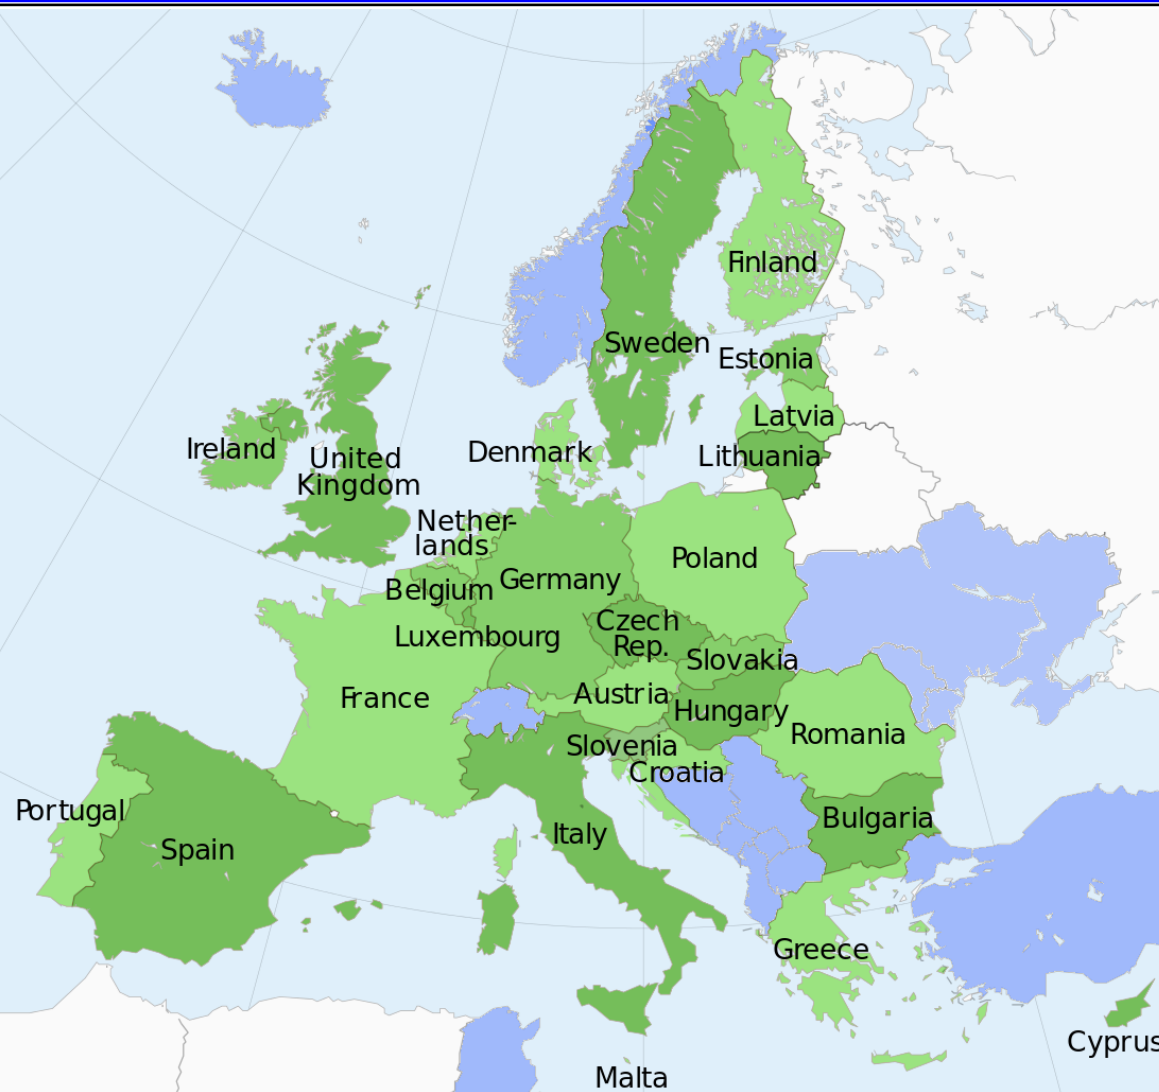 Finland
Sweden
Estonia
Latvia
Lithuania
Denmark
Ireland
United
Kingdom
Nether-
lands
Belgium
Germany
Poland
Luxembourg
Czech
Rep.
Slovakia
France
Austria
Hungary
Slovenia
Romania
Croatia
Portugal
Spain
Italy
Bulgaria
Greece
Cyprus
Malta